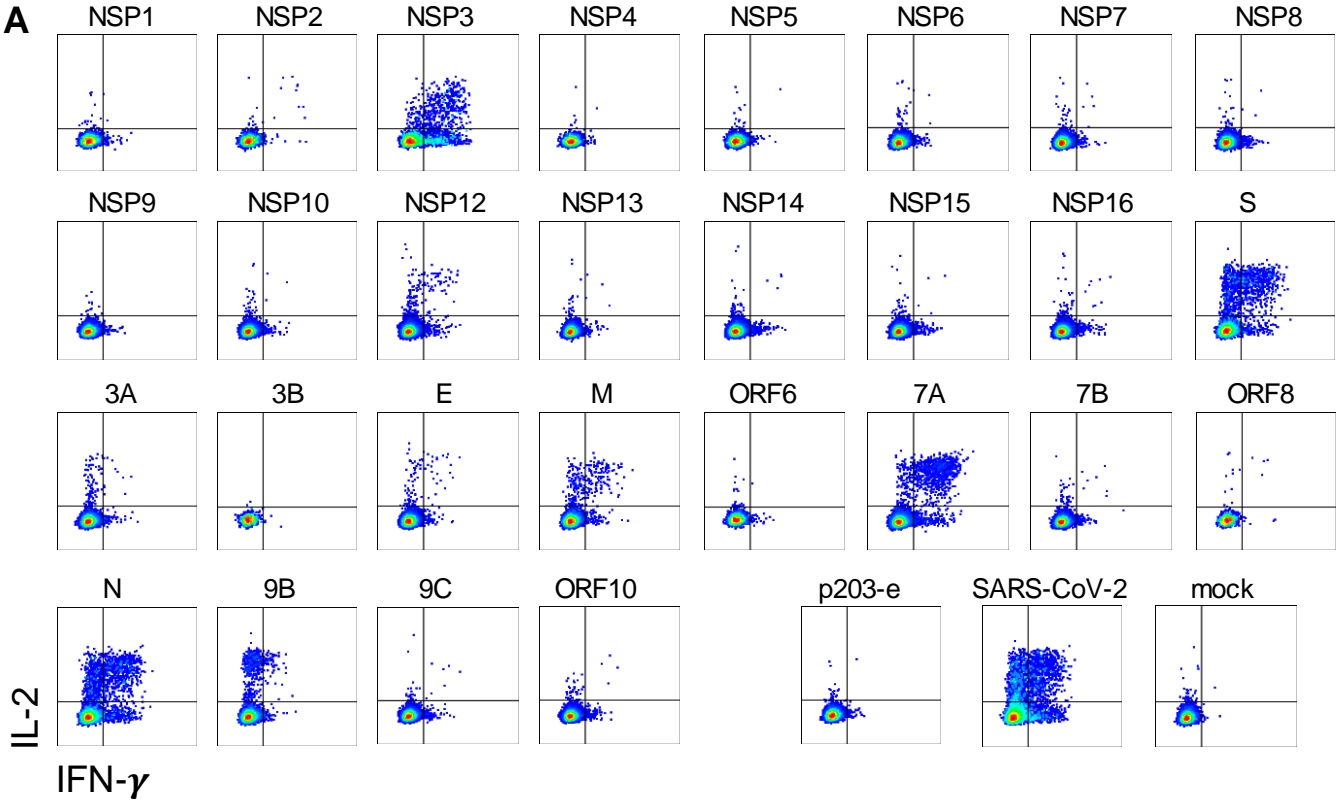 A
NSP1 NSP2 NSP3 NSP4 NSP5 NSP6 NSP7 NSP8
NSP9 NSP10 NSP12 NSP13 NSP14 NSP15 NSP16 S
3A 3B E M ORF6 7A 7B ORF8
N 9B 9C ORF10 p203-e SARS-CoV-2 mock
IL-2
IFN-γ